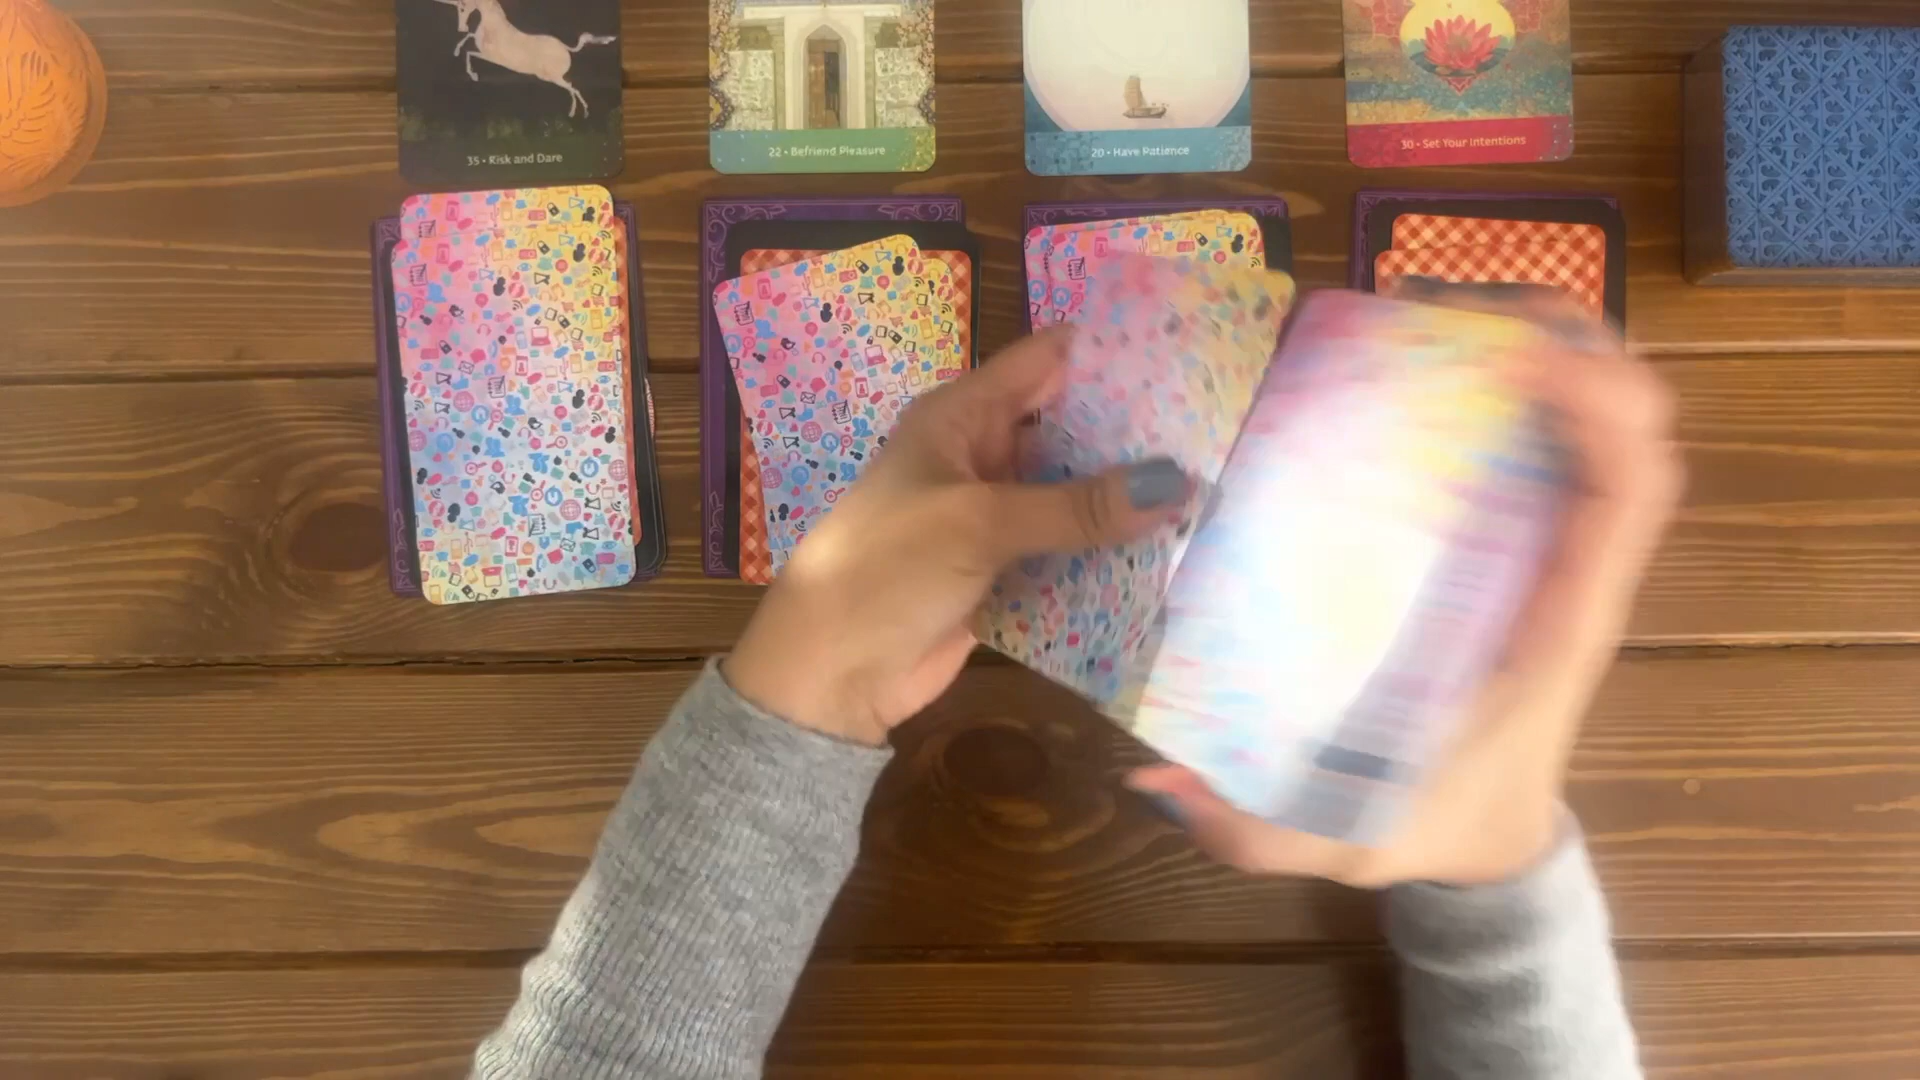 35 • Risk and Dare
22 • Befriend Pleasure
20 • Have Patience
30 • Set Your Intentions